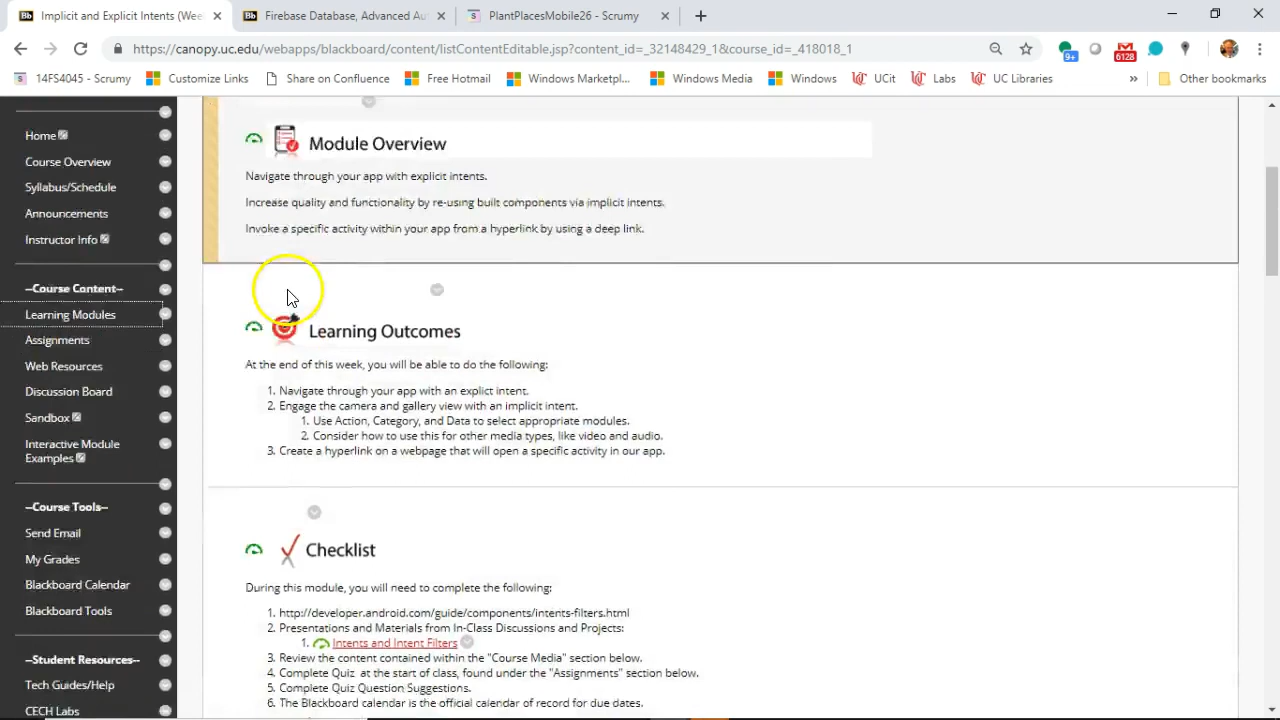 Implicit and Explicit Intents (Wee
Firebase Database, Advanced Aut
PlantPlacesMobile26 - Scrumy
https://canopy.uc.edu/webapps/blackboard/content/listContentEditable.jsp?content_id=_32148429_1&course_id=_418018_1
9+
6128
14FS4045 - Scrumy
Customize Links
Share on Confluence
Free Hotmail
Windows Marketpl...
Windows Media
Windows
UCit
Labs
UC Libraries
»
Other bookmarks
Home
Course Overview
Syllabus/Schedule
Announcements
Instructor Info
--Course Content--
Learning Modules
Assignments
Web Resources
Discussion Board
Sandbox
Interactive Module
Examples
--Course Tools--
Send Email
My Grades
Blackboard Calendar
Blackboard Tools
--Student Resources--
Tech Guides/Help
CECH Labs
Module Overview
Navigate through your app with explicit intents.
Increase quality and functionality by re-using built components via implicit intents.
Invoke a specific activity within your app from a hyperlink by using a deep link.
Learning Outcomes
At the end of this week, you will be able to do the following:
1. Navigate through your app with an explict intent.
2. Engage the camera and gallery view with an implicit intent.
1. Use Action, Category, and Data to select appropriate modules.
2. Consider how to use this for other media types, like video and audio.
3. Create a hyperlink on a webpage that will open a specific activity in our app.
Checklist
During this module, you will need to complete the following:
1. http://developer.android.com/guide/components/intents-filters.html
2. Presentations and Materials from In-Class Discussions and Projects:
1. Intents and Intent Filters
3. Review the content contained within the "Course Media" section below.
4. Complete Quiz at the start of class, found under the "Assignments" section below.
5. Complete Quiz Question Suggestions.
6. The Blackboard calendar is the official calendar of record for due dates.